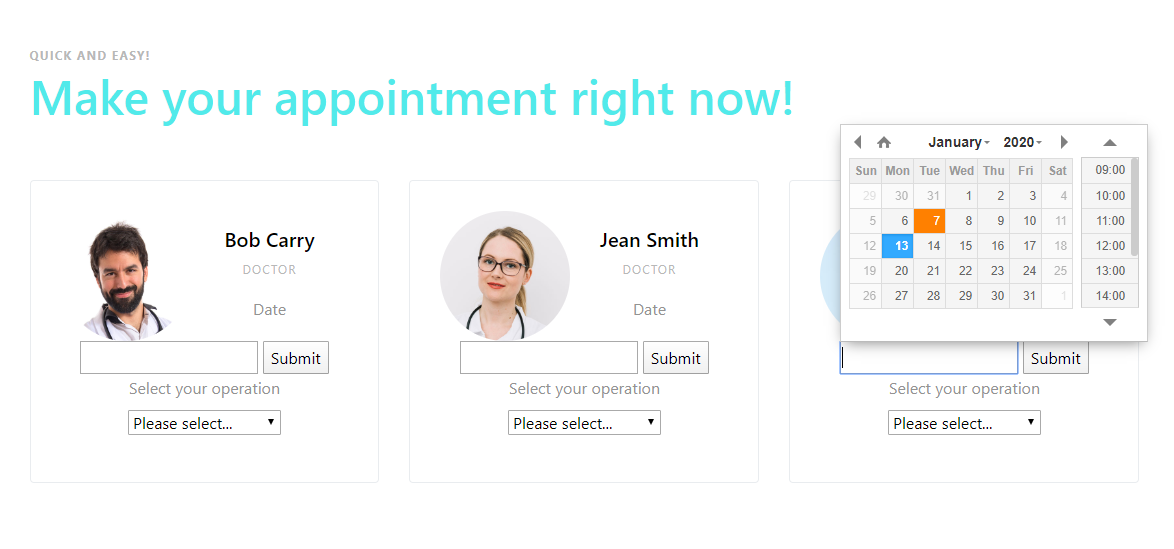 QUICK AND EASY!
Make your appointment right now!
Bob Carry
DOCTOR
Date
Submit
Select your operation
Please select...
Jean Smith
DOCTOR
Date
Submit
Select your operation
Please select...
January 2020
Sun Mon Tue Wed Thu Fri Sat
29 30 31 1 2 3 4
5 6 7 8 9 10 11
12 13 14 15 16 17 18
19 20 21 22 23 24 25
26 27 28 29 30 31 1
09:00
10:00
11:00
12:00
13:00
14:00
Submit
Select your operation
Please select...